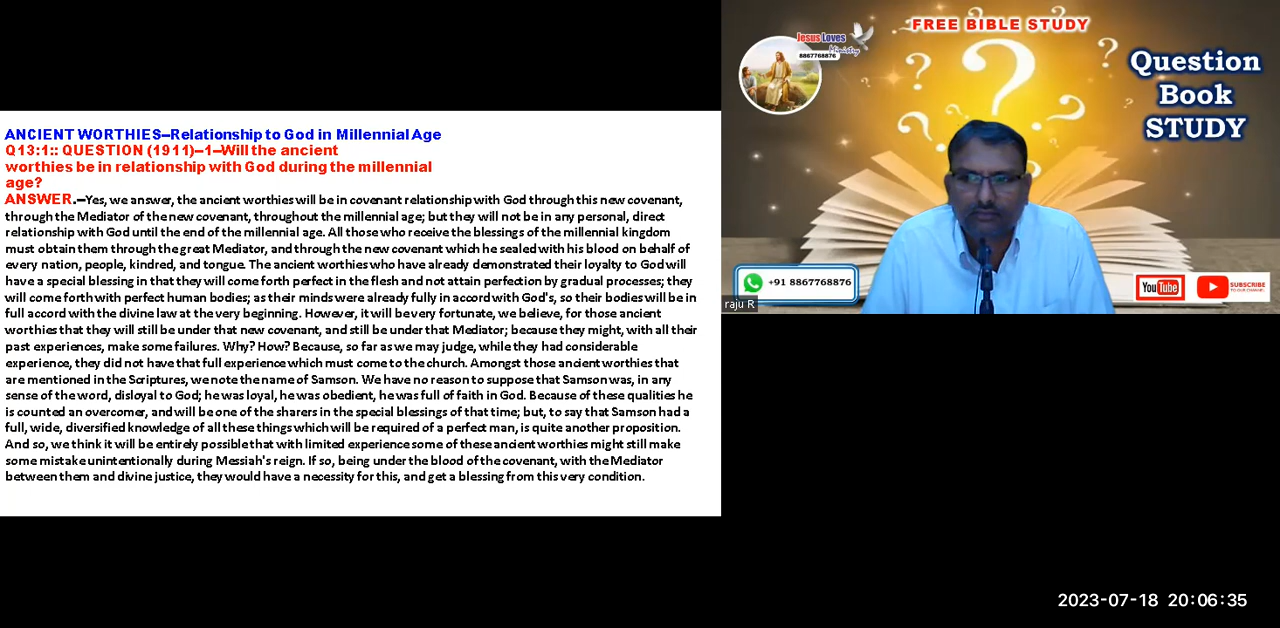 ANCIENT WORTHIES--Relationship to God in Millennial Age
Q13:1:: QUESTION (1911)--1--Will the ancient
worthies be in relationship with God during the millennial
age?
ANSWER.--Yes, we answer, the ancient worthies will be in covenant relationship with God through this new covenant,
through the Mediator of the new covenant, throughout the millennial age; but they will not be in any personal, direct
relationship with God until the end of the millennial age. All those who receive the blessings of the millennial kingdom
must obtain them through the great Mediator, and through the new covenant which he sealed with his blood on behalf of
every nation, people, kindred, and tongue. The ancient worthies who have already demonstrated their loyalty to God will
have a special blessing in that they will come forth perfect in the flesh and not attain perfection by gradual processes; they
will come forth with perfect human bodies; as their minds were already fully in accord with God's, so their bodies will be in
full accord with the divine law at the very beginning. However, it will be very fortunate, we believe, for those ancient
worthies that they will still be under that new covenant, and still be under that Mediator; because they might, with all their
past experiences, make some failures. Why? How? Because, so far as we may judge, while they had considerable
experience, they did not have that full experience which must come to the church. Amongst those ancient worthies that
are mentioned in the Scriptures, we note the name of Samson. We have no reason to suppose that Samson was, in any
sense of the word, disloyal to God; he was loyal, he was obedient, he was full of faith in God. Because of these qualities he
is counted an overcomer, and will be one of the sharers in the special blessings of that time; but, to say that Samson had a
full, wide, diversified knowledge of all these things which will be required of a perfect man, is quite another proposition.
And so, we think it will be entirely possible that with limited experience some of these ancient worthies might still make
some mistake unintentionally during Messiah's reign. If so, being under the blood of the covenant, with the Mediator
between them and divine justice, they would have a necessity for this, and get a blessing from this very condition.
FREE BIBLE STUDY
Jesus Loves
Ministry
8867768876
Question
Book
STUDY
+91 8867768876
raju R
YouTube
SUBSCRIBE
TO OUR CHANNEL
2023-07-18 20:06:35